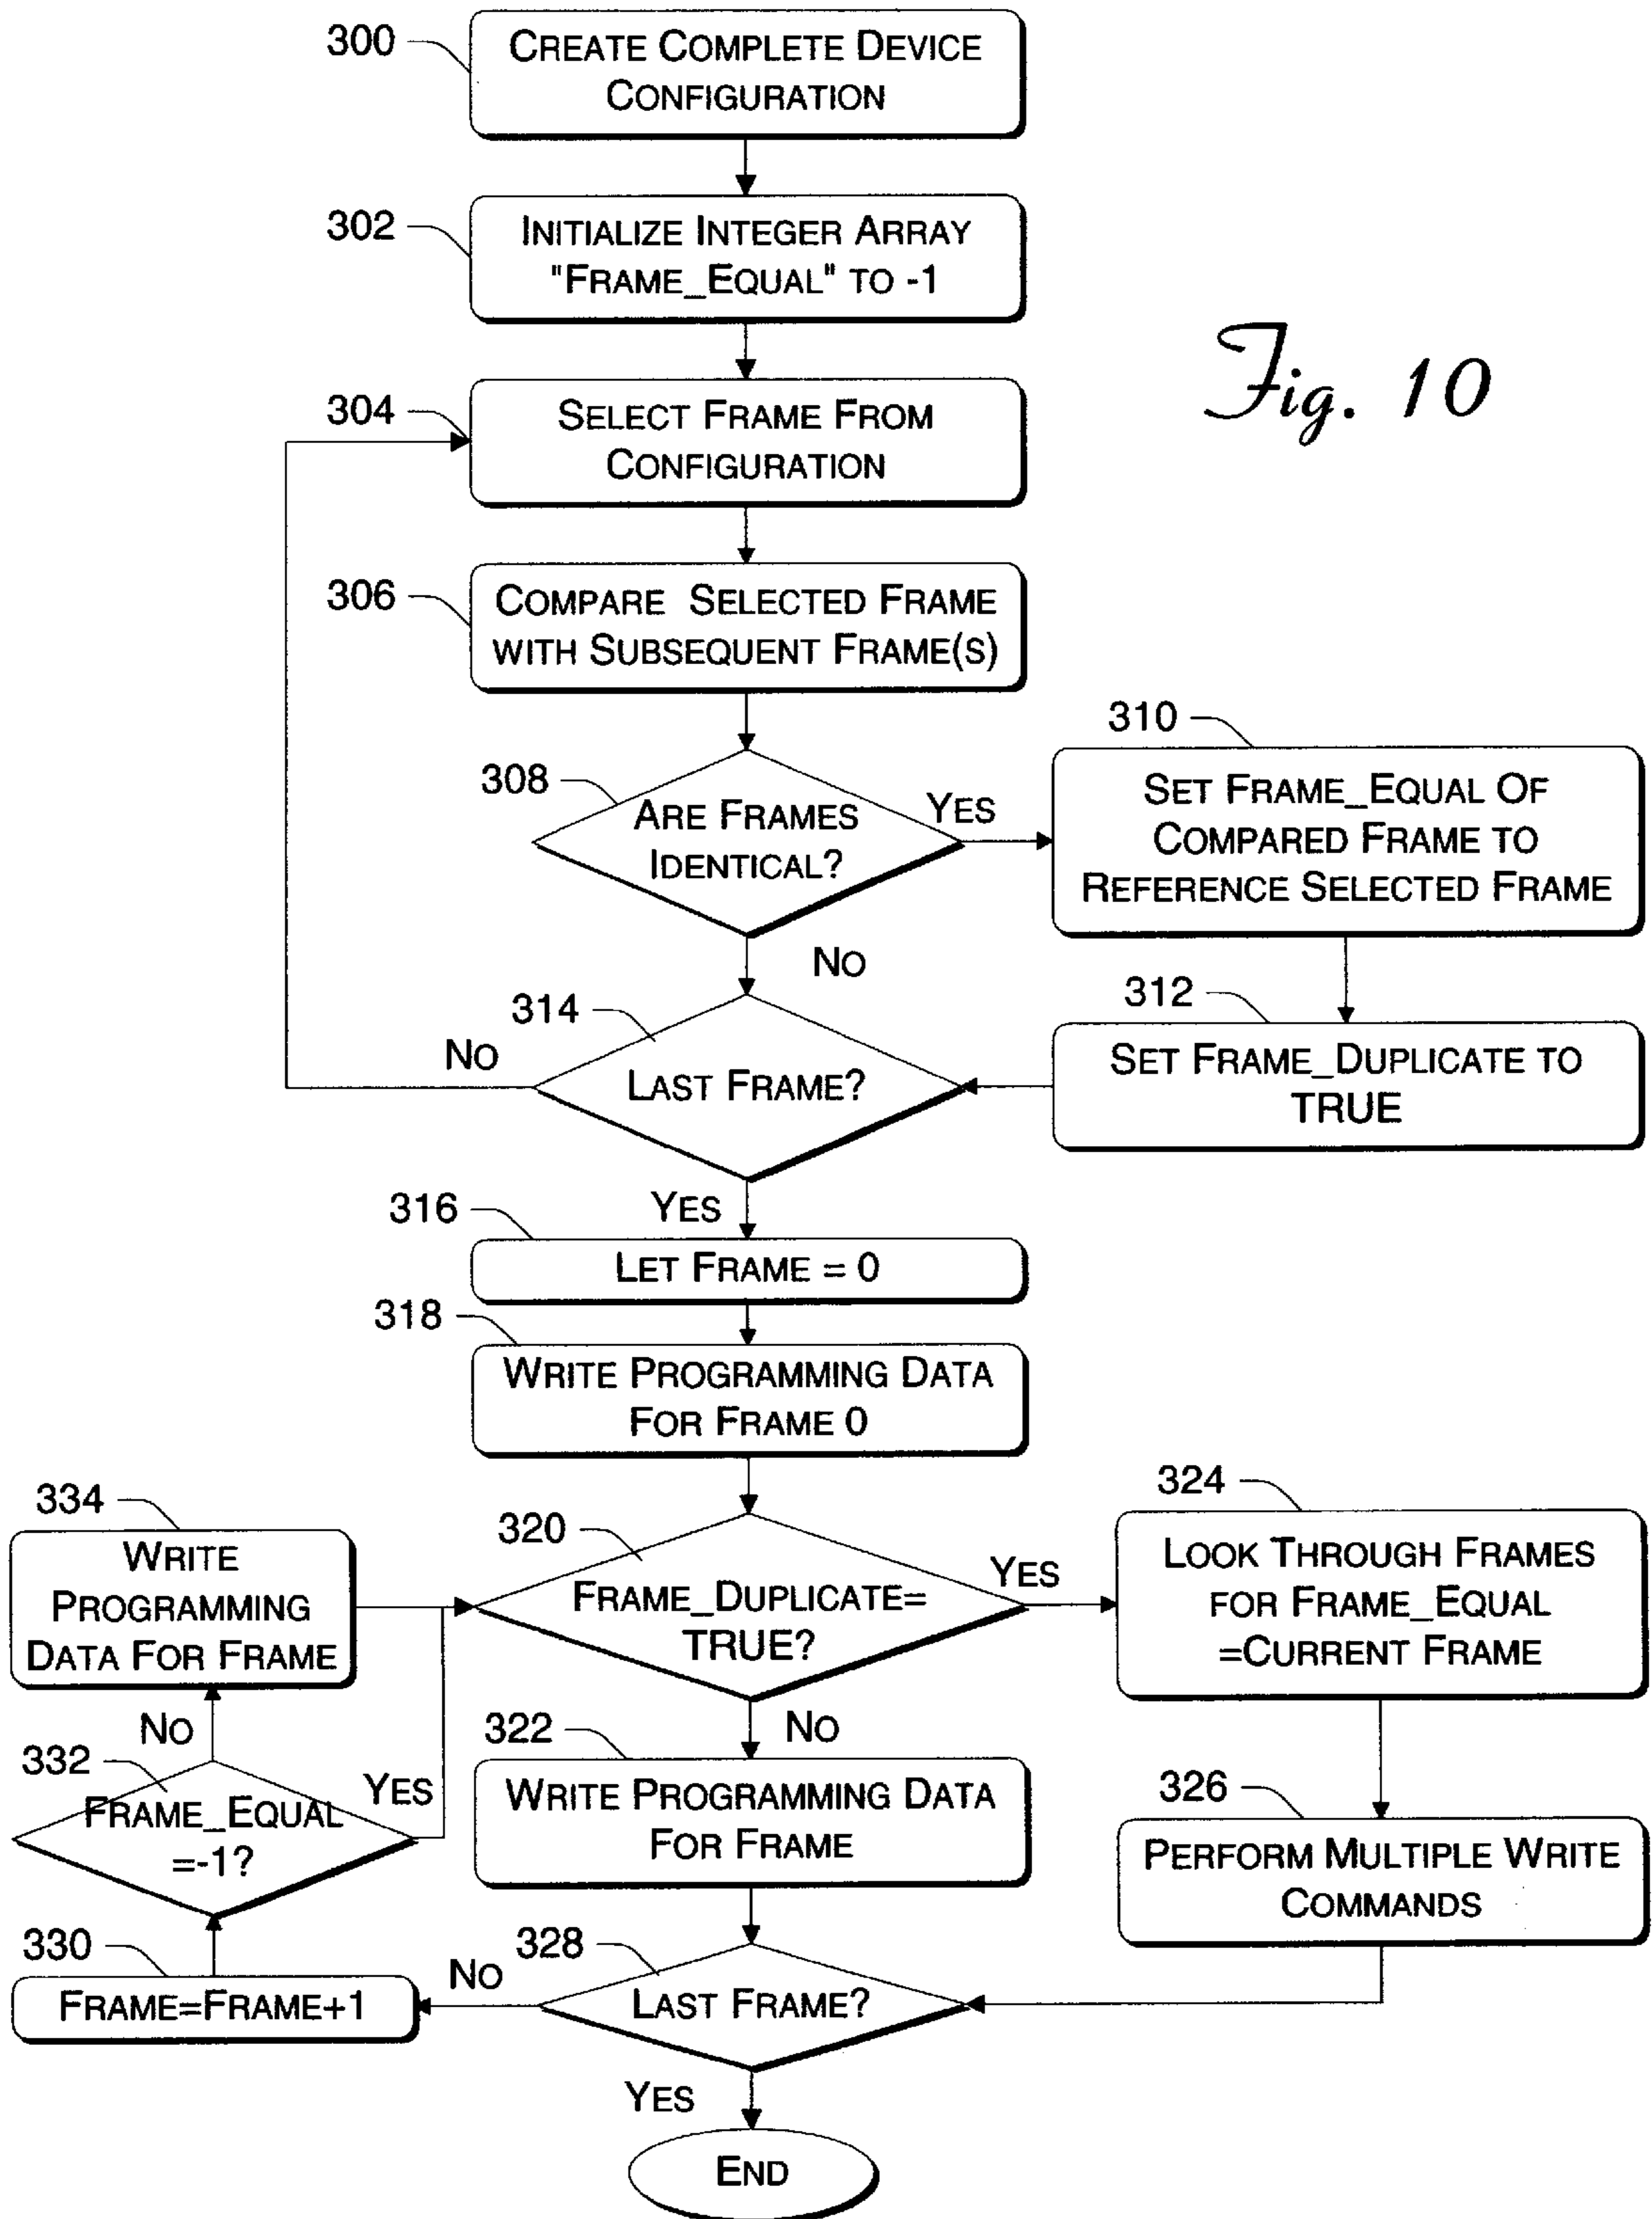 300
CREATE COMPLETE DEVICE
CONFIGURATION
302
INITIALIZE INTEGER ARRAY
"FRAME_EQUAL" TO -1
Fig. 10
304
SELECT FRAME FROM
CONFIGURATION
306
COMPARE SELECTED FRAME
WITH SUBSEQUENT FRAME(S)
308
ARE FRAMES
IDENTICAL?
YES
310
SET FRAME_EQUAL OF
COMPARED FRAME TO
REFERENCE SELECTED FRAME
NO
312
SET FRAME_DUPLICATE TO
TRUE
314
NO
LAST FRAME?
YES
316
LET FRAME = 0
318
WRITE PROGRAMMING DATA
FOR FRAME 0
320
FRAME_DUPLICATE=
TRUE?
YES
324
LOOK THROUGH FRAMES
FOR FRAME_EQUAL
=CURRENT FRAME
334
WRITE
PROGRAMMING
DATA FOR FRAME
NO
332
FRAME_EQUAL
=-1?
YES
NO
322
WRITE PROGRAMMING DATA
FOR FRAME
326
PERFORM MULTIPLE WRITE
COMMANDS
330
FRAME=FRAME+1
NO
328
LAST FRAME?
YES
END